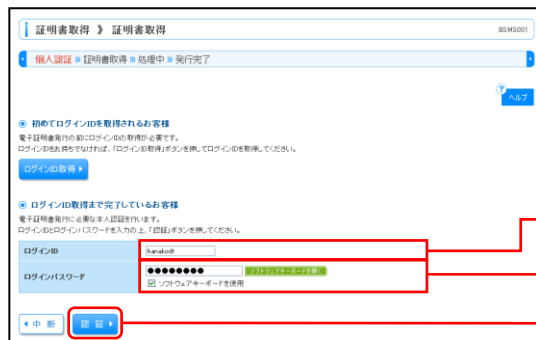 証明書取得 》 証明書取得
BSMS001
個人認証 証明書取得 処理中 発行完了
?
ヘルプ
初めてログインIDを取得されるお客様
電子証明書発行の前にログインIDの取得が必要です。
ログインIDをお持ちでなければ、「ログインID取得」ボタンを押してログインIDを取得してください。
ログインID取得
ログインID取得まで完了しているお客様
電子証明書発行に必要な本人認証を行います。
ログインIDとログインパスワードを入力の上、「認証」ボタンを押してください。
ログインID
hanakodt
ログインパスワード
●●●●●●●●
ソフトウェアキーボードを開く
ソフトウェアキーボードを使用
中 断
認 証